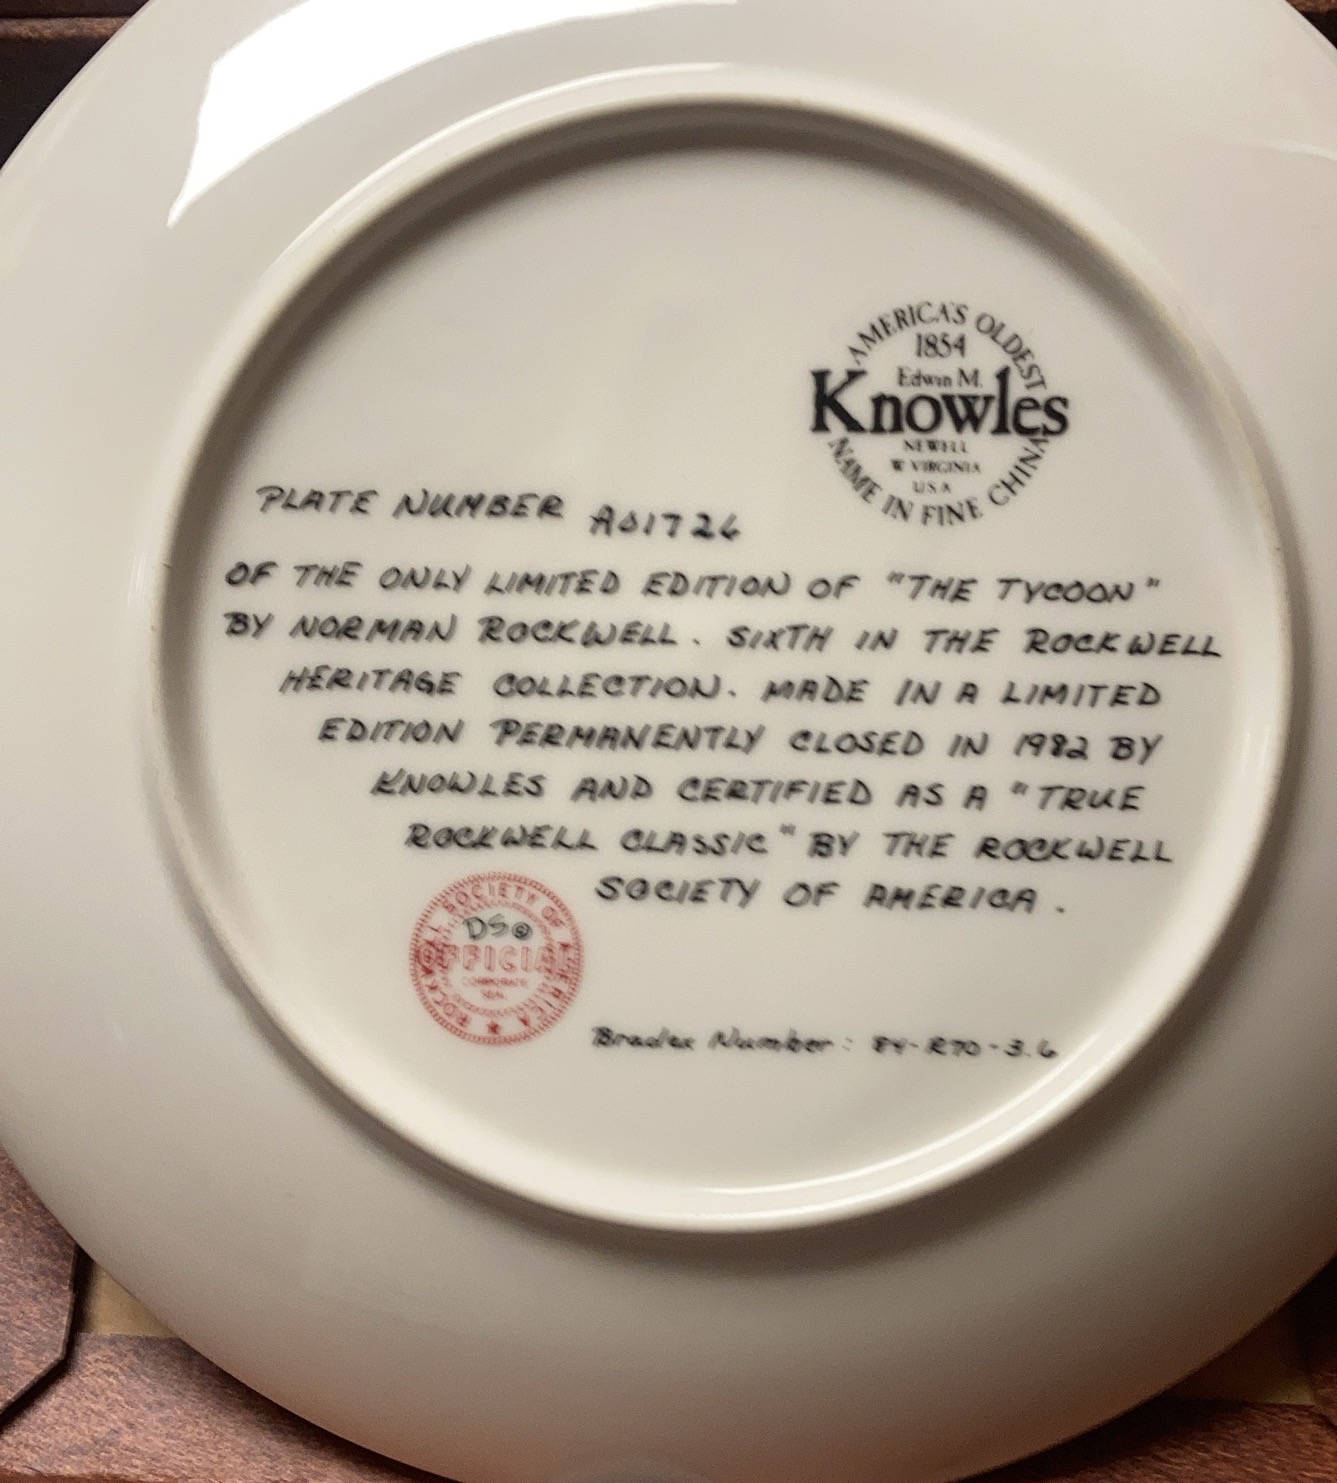 AMERICA'S OLDEST
1854
Edwin M.
Knowles
NEWELL
W VIRGINIA
USA
NAME IN FINE CHINA
PLATE NUMBER A01726
OF THE ONLY LIMITED EDITION OF "THE TYCOON"
BY NORMAN ROCKWELL. SIXTH IN THE ROCKWELL
HERITAGE COLLECTION. MADE IN A LIMITED
EDITION PERMANENTLY CLOSED IN 1982 BY
KNOWLES AND CERTIFIED AS A "TRUE
ROCKWELL CLASSIC" BY THE ROCKWELL
SOCIETY OF AMERICA.
ROCKWELL SOCIETY OF AMERICA
DS©
OFFICIAL
CORPORATE
SEAL
Bradex Number: 84-R70-3.6